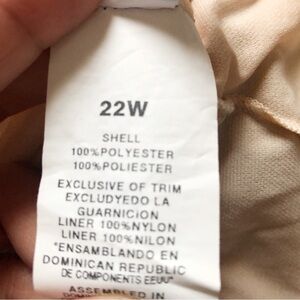 22W
SHELL
100%POLYESTER
100%POLIESTER
EXCLUSIVE OF TRIM
EXCLUDYEDO LA
GUARNICION
LINER 100%NYLON
LINER 100%NILON
"ENSAMBLANDO EN
DOMINICAN REPUBLIC
DE COMPONENTS EEUU"
ASSEMBLED IN